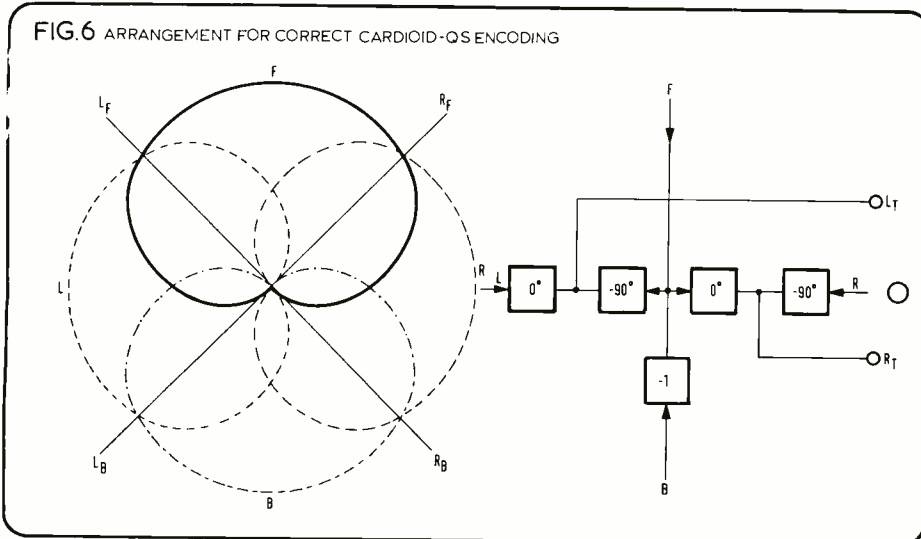 FIG.6 ARRANGEMENT FOR CORRECT CARDIOID-QS ENCODING
F
LF
RF
L
R
LB
RB
B
F
LT
L
0°
-90°
0°
-90°
R
RT
-1
B